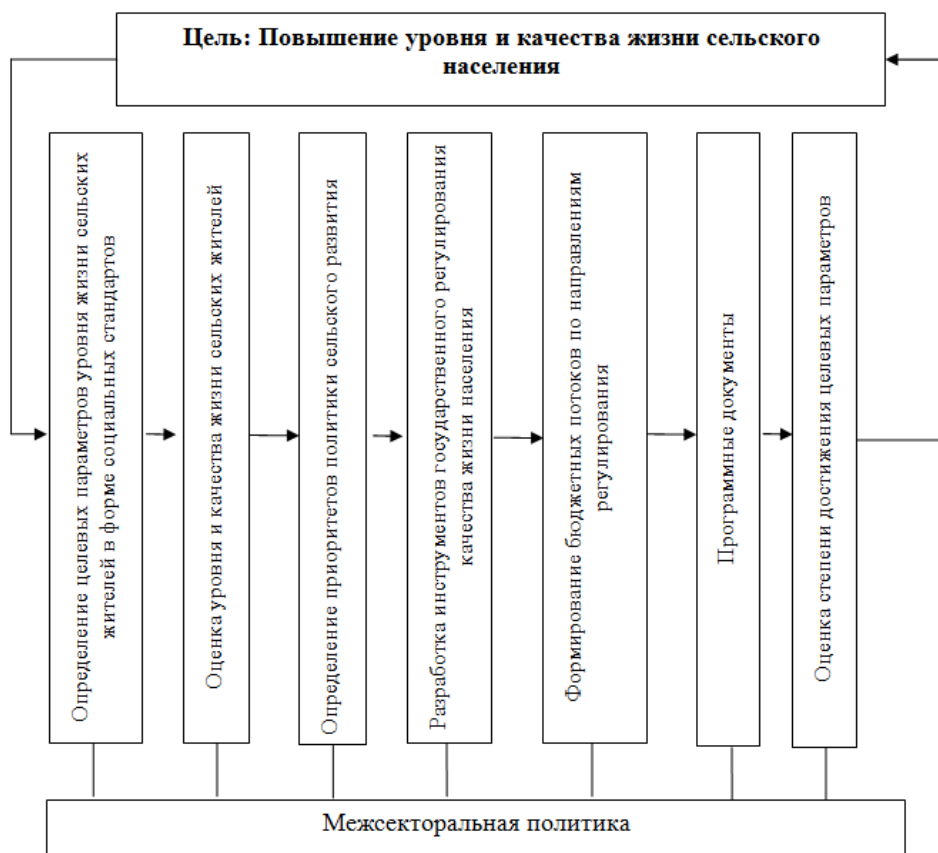 Цель: Повышение уровня и качества жизни сельского
населения
Определение целевых параметров уровня жизни сельских
жителей в форме социальных стандартов
Оценка уровня и качества жизни сельских жителей
Определение приоритетов политики сельского развития
Разработка инструментов государственного регулирования
качества жизни населения
Формирование бюджетных потоков по направлениям
регулирования
Программные документы
Оценка степени достижения целевых параметров
Межсекторальная политика